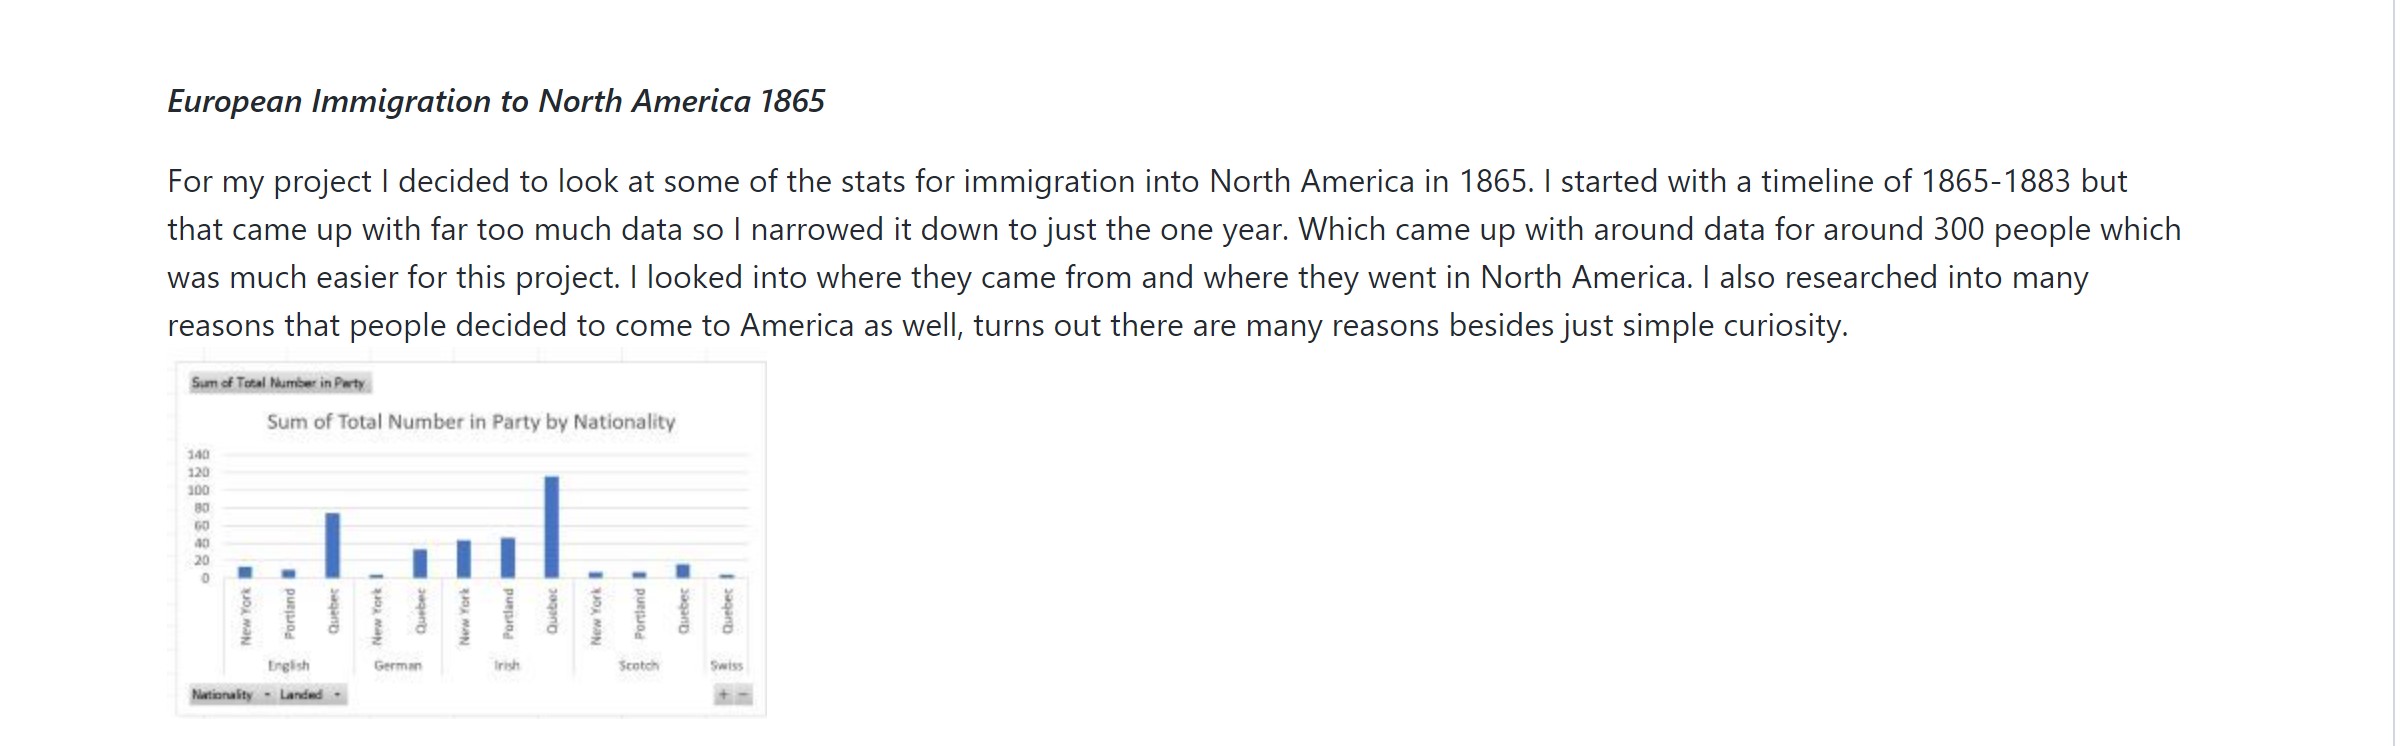 European Immigration to North America 1865
For my project I decided to look at some of the stats for immigration into North America in 1865. I started with a timeline of 1865-1883 but
that came up with far too much data so I narrowed it down to just the one year. Which came up with around data for around 300 people which
was much easier for this project. I looked into where they came from and where they went in North America. I also researched into many
reasons that people decided to come to America as well, turns out there are many reasons besides just simple curiosity.
Sum of Total Number in Party
Sum of Total Number in Party by Nationality
140
120
100
80
60
40
20
0
New York
Portland
Quebec
New York
Quebec
New York
Portland
Quebec
New York
Portland
Quebec
Quebec
English German Irish Scotch Swiss
Nationality Landed + -